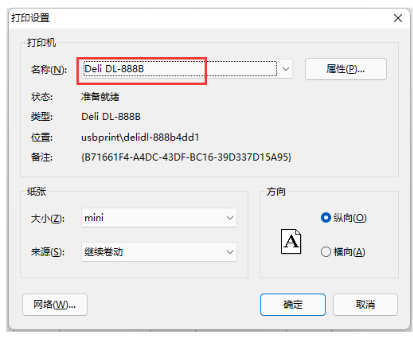 打印设置
打印机
名称(N): Deli DL-888B 属性(P)...
状态: 准备就绪
类型: Deli DL-888B
位置: usbprint\delidl-888b4dd1
备注: {B71661F4-A4DC-43DF-BC16-39D337D15A95}
纸张
大小(Z): mini
来源(S): 继续卷动
方向
A
纵向(O)
横向(A)
网络(W)... 确定 取消